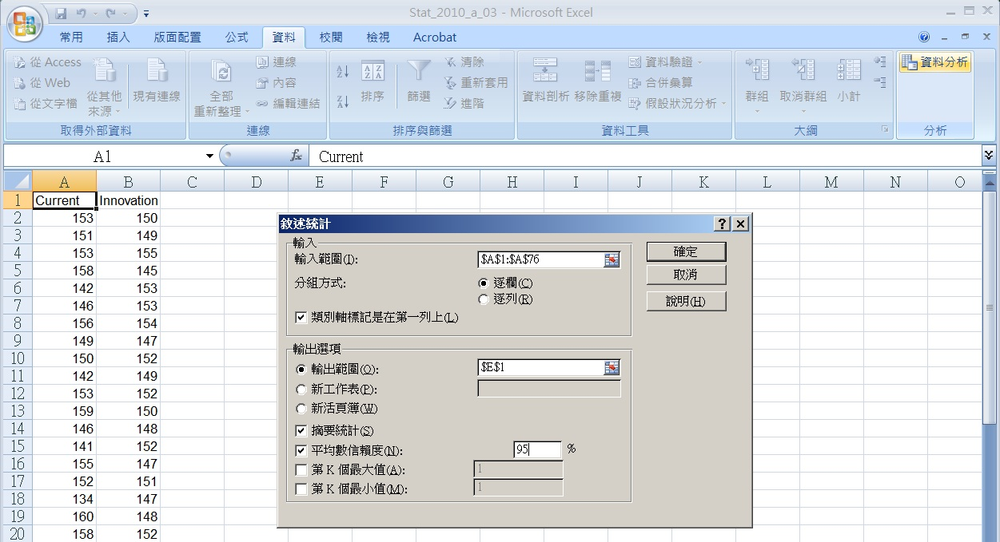 Stat_2010_a_03 - Microsoft Excel
常用 插入 版面配置 公式 資料 校閱 檢視 Acrobat
從 Access
從 Web
從文字檔
從其他來源
現有連線
取得外部資料
全部重新整理
連線
內容
編輯連結
連線
排序
篩選
清除
重新套用
進階
排序與篩選
資料剖析
移除重複
資料驗證
合併彙算
假設狀況分析
資料工具
群組
取消群組
小計
大綱
資料分析
分析
A1 fx Current
A B C D E F G H I J K L M N O
1 Current Innovation
2 153 150
3 151 149
4 153 155
5 158 145
6 142 153
7 146 153
8 156 154
9 149 147
10 150 152
11 142 149
12 153 152
13 159 150
14 146 148
15 141 152
16 155 147
17 152 151
18 134 147
19 160 148
20 158 152
敘述統計
輸入
輸入範圍(I): $A$1:$A$76
分組方式: 逐欄(C)
逐列(R)
類別軸標記是在第一列上(L)
確定
取消
說明(H)
輸出選項
輸出範圍(O): $E$1
新工作表(P):
新活頁簿(W)
摘要統計(S)
平均數信賴度(N): 95 %
第 K 個最大值(A): 1
第 K 個最小值(M): 1